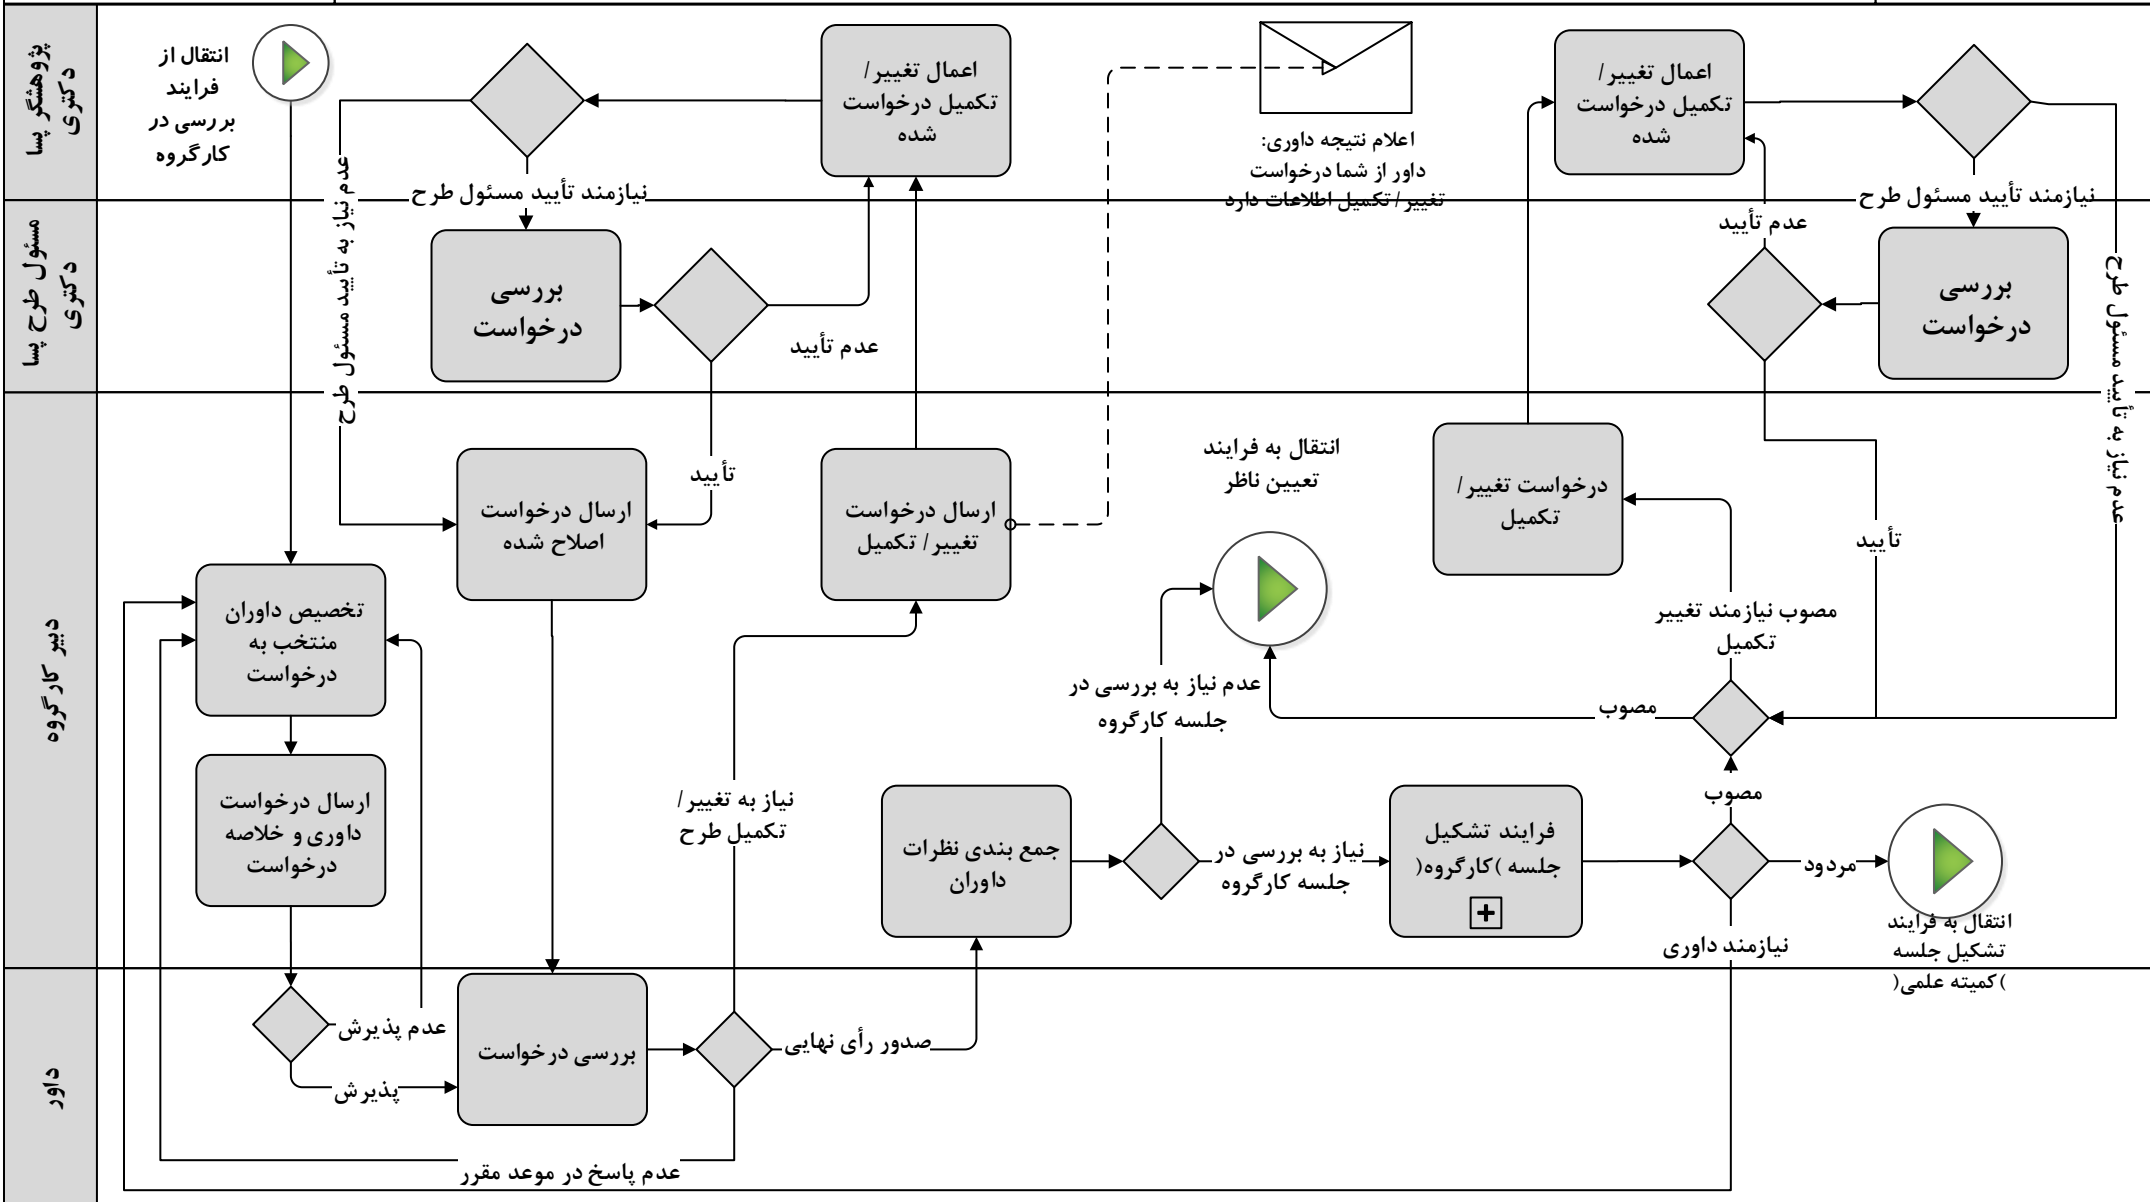 پژوهشگر پسا
دکتری
انتقال از
فرایند
بررسی در
کارگروه
اعمال تغییر/
تکمیل درخواست
شده
اعلام نتیجه داوری:
داور از شما درخواست
تغییر/ تکمیل اطلاعات دارد
اعمال تغییر/
تکمیل درخواست
شده
نیازمند تأیید مسئول طرح
عدم نیاز به تأیید مسئول طرح
نیازمند تأیید مسئول طرح
عدم نیاز به تأیید مسئول طرح
مسئول طرح پسا
دکتری
بررسی
درخواست
عدم تأیید
عدم تأیید
بررسی
درخواست
دبیر کارگروه
تأیید
ارسال درخواست
اصلاح شده
ارسال درخواست
تغییر/ تکمیل
انتقال به فرایند
تعیین ناظر
درخواست تغییر/
تکمیل
تأیید
تخصیص داوران
منتخب به
درخواست
مصوب نیازمند تغییر
تکمیل
عدم نیاز به بررسی در
جلسه کارگروه
مصوب
ارسال درخواست
داوری و خلاصه
درخواست
نیاز به تغییر/
تکمیل طرح
جمع بندی نظرات
داوران
نیاز به بررسی در
جلسه کارگروه
فرایند تشکیل
جلسه )کارگروه(
مصوب
مردود
نیازمند داوری
انتقال به فرایند
تشکیل جلسه
)کمیته علمی(
داور
عدم پذیرش
پذیرش
بررسی درخواست
صدور رأی نهایی
عدم پاسخ در موعد مقرر